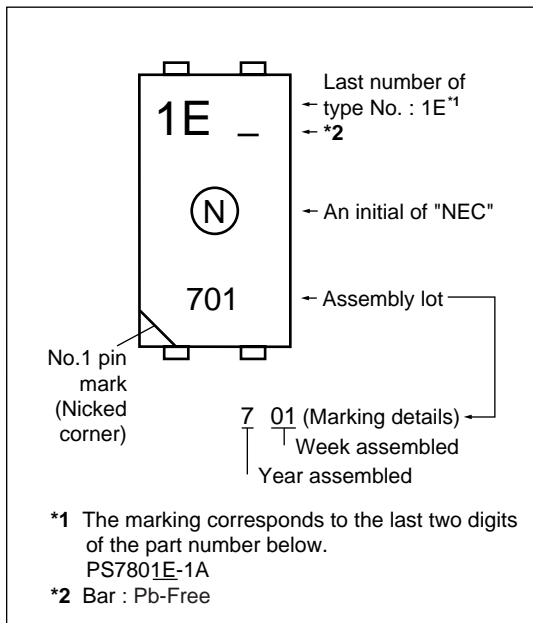 1E _
N
701
Last number of
type No. : 1E*1
*2
An initial of "NEC"
Assembly lot
No.1 pin
mark
(Nicked
corner)
7 01 (Marking details)
Week assembled
Year assembled
*1 The marking corresponds to the last two digits
of the part number below.
PS7801E-1A
*2 Bar : Pb-Free